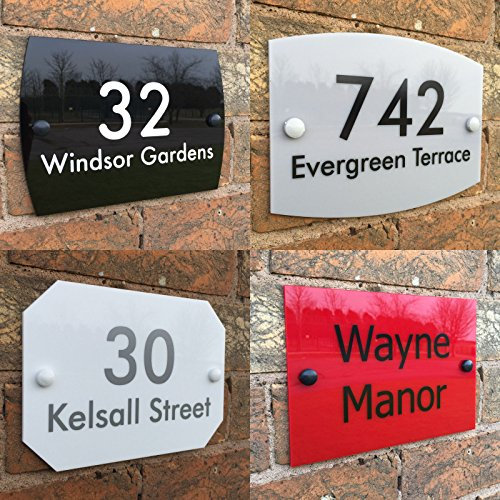 32
Windsor Gardens
742
Evergreen Terrace
30
Kelsall Street
Wayne
Manor